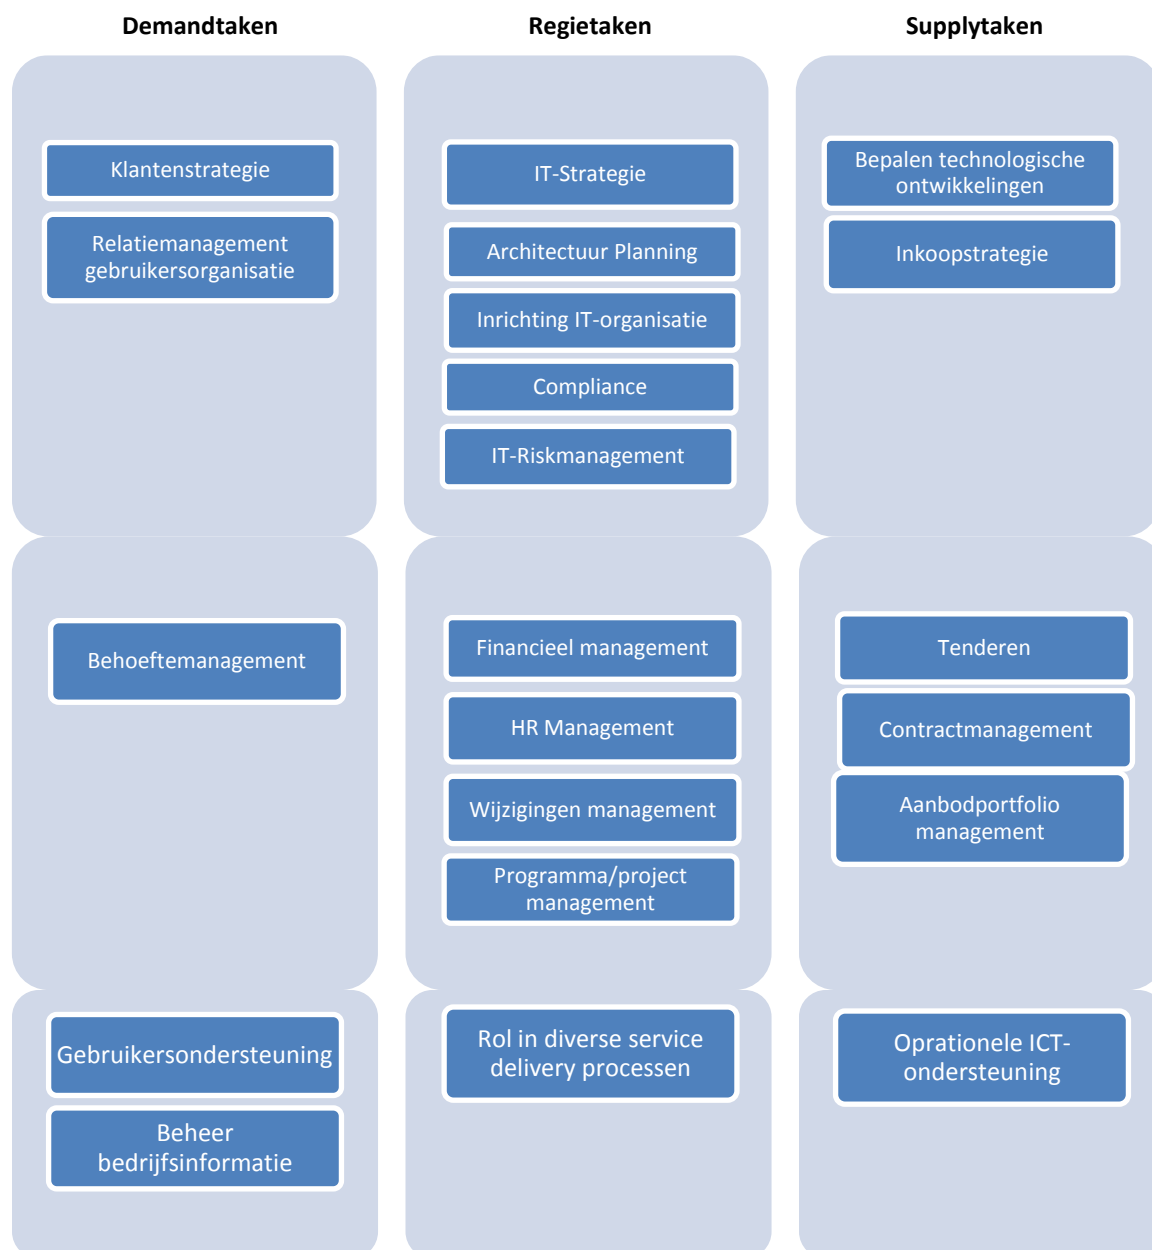 Demandtaken
Regietaken
Supplytaken
Klantenstrategie
Relatiemanagement
gebruikersorganisatie
IT-Strategie
Architectuur Planning
Inrichting IT-organisatie
Compliance
IT-Riskmanagement
Bepalen technologische
ontwikkelingen
Inkoopstrategie
Behoeftemanagement
Financieel management
HR Management
Wijzigingen management
Programma/project
management
Tenderen
Contractmanagement
Aanbodportfolio
management
Gebruikersondersteuning
Beheer
bedrijfsinformatie
Rol in diverse service
delivery processen
Oprationele ICT-
ondersteuning